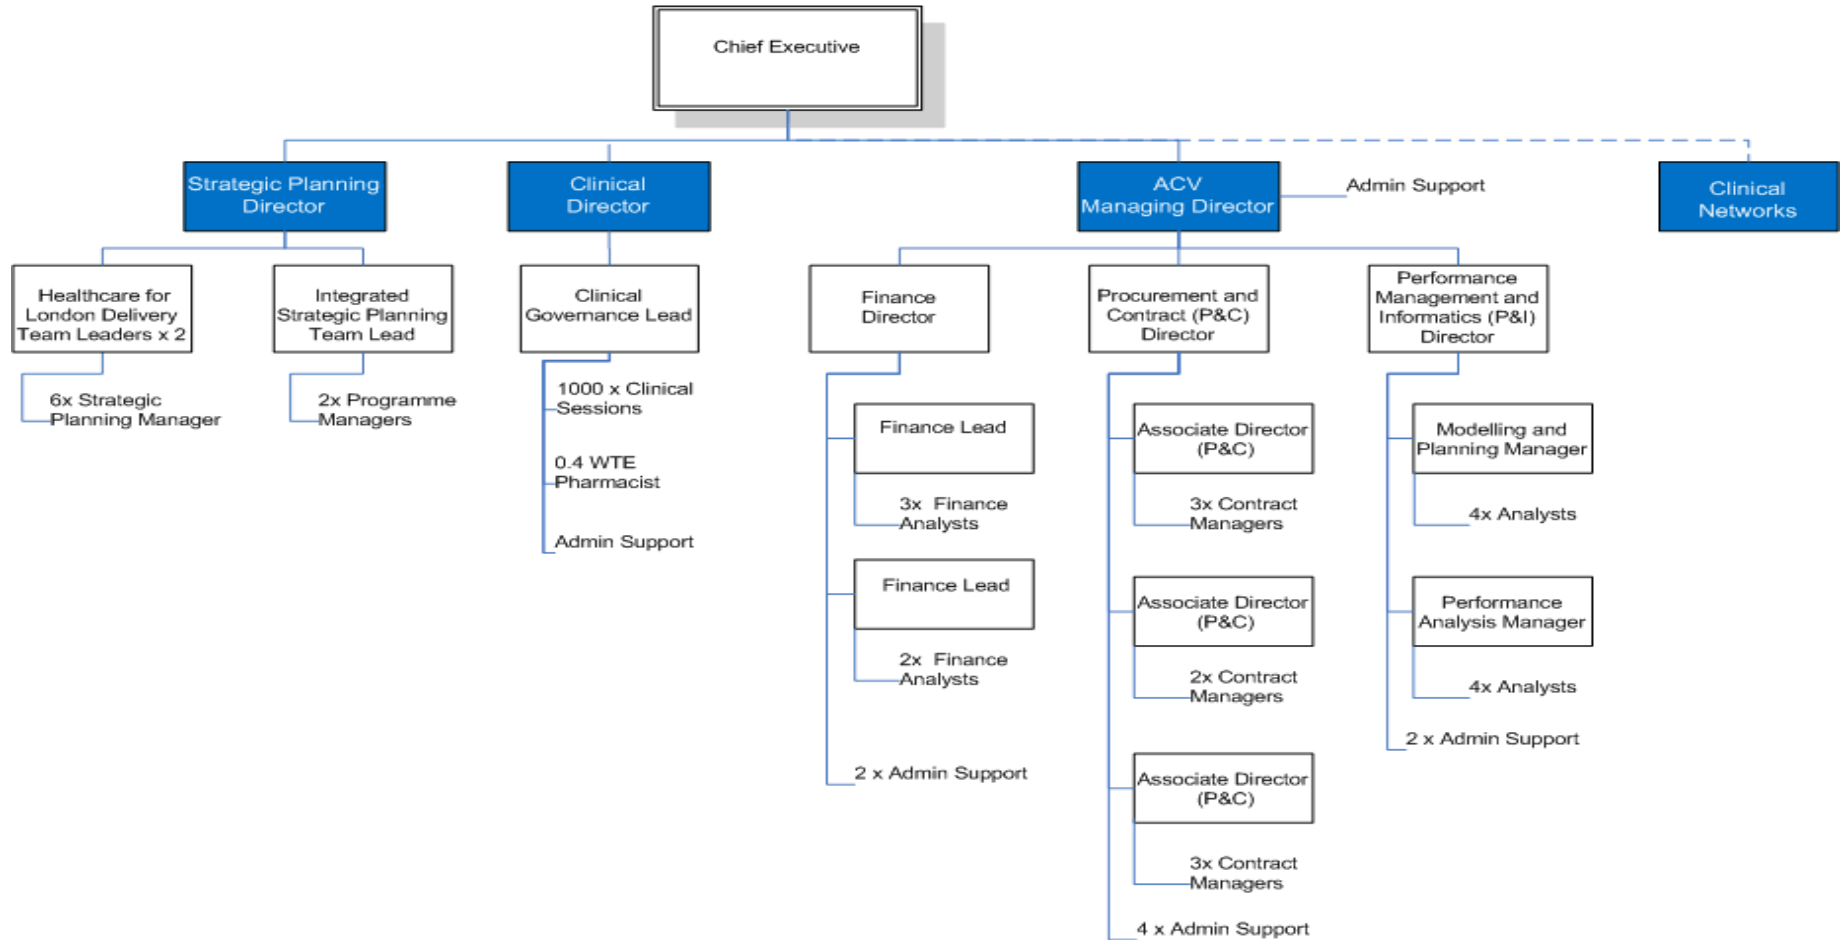 Chief Executive
Strategic Planning
Director
Clinical
Director
ACV
Managing Director
Admin Support
Clinical
Networks
Healthcare for
London Delivery
Team Leaders x 2
6x Strategic
Planning Manager
Integrated
Strategic Planning
Team Lead
2x Programme
Managers
Clinical
Governance Lead
1000 x Clinical
Sessions
0.4 WTE
Pharmacist
Admin Support
Finance
Director
Finance Lead
3x  Finance
Analysts
Finance Lead
2x  Finance
Analysts
2 x Admin Support
Procurement and
Contract (P&C)
Director
Associate Director
(P&C)
3x Contract
Managers
Associate Director
(P&C)
2x Contract
Managers
Associate Director
(P&C)
3x Contract
Managers
4 x Admin Support
Performance
Management and
Informatics (P&I)
Director
Modelling and
Planning Manager
4x Analysts
Performance
Analysis Manager
4x Analysts
2 x Admin Support